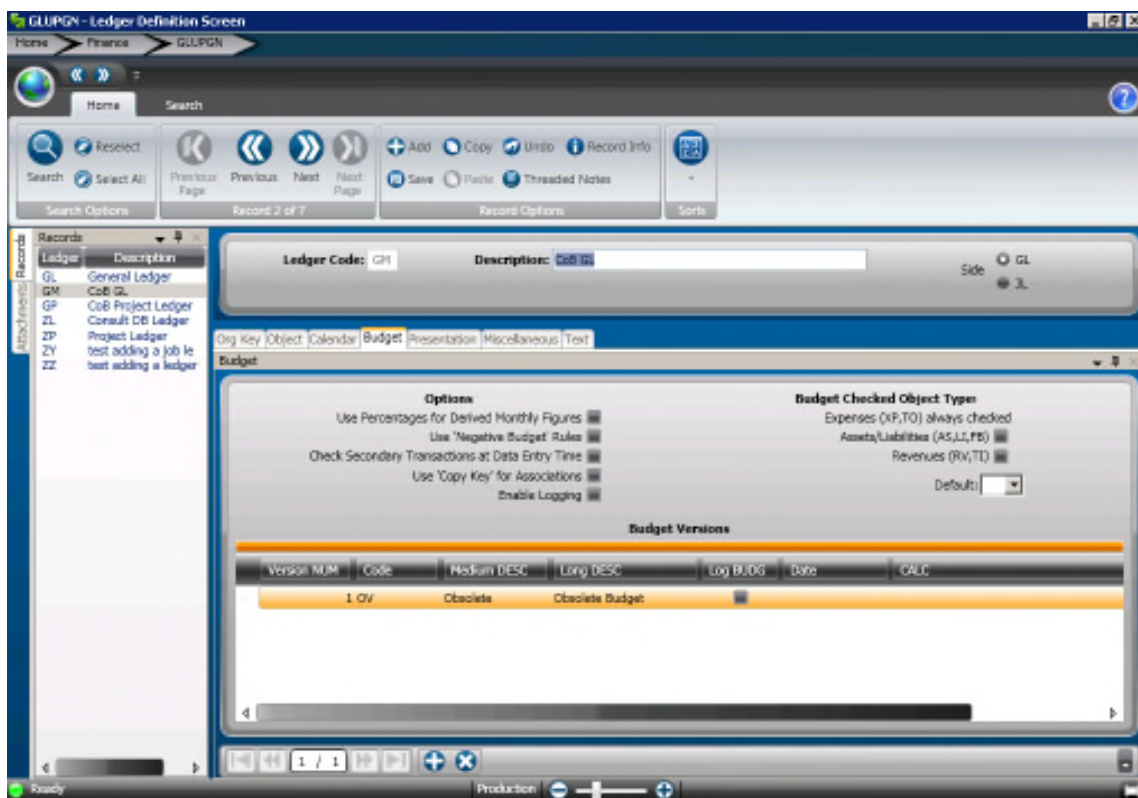 GLUPGN - Ledger Definition Screen
Home Finance GLUPGN
Home Search
Search Reselect Select All Previous Page Previous Next Next Page Add Copy Undo Record Info
Save Paste Threaded Notes
Search Options Record 2 of 7 Record Options Sorts
Records
Attachments
Records
Ledger Description
GL General Ledger
GM CoB GL
GP CoB Project Ledger
ZL Consult DB Ledger
ZP Project Ledger
ZY test adding a job le
ZZ test adding a ledger
Ledger Code: GM Description: CoB GL Side GL
JL
Org Key Object Calendar Budget Presentation Miscellaneous Text
Budget
Options Budget Checked Object Types
Use Percentages for Derived Monthly Figures Expenses (XP,TO) always checked
Use 'Negative Budget' Rules Assets/Liabilities (AS,LI,FB)
Check Secondary Transactions at Data Entry Time Revenues (RV,TI)
Use 'Copy Key' for Associations Default:
Enable Logging
Budget Versions
Version NUM Code Medium DESC Long DESC Log BUDG Date CALC
1 OV Obsolete Obsolete Budget
1 / 1
Ready Production